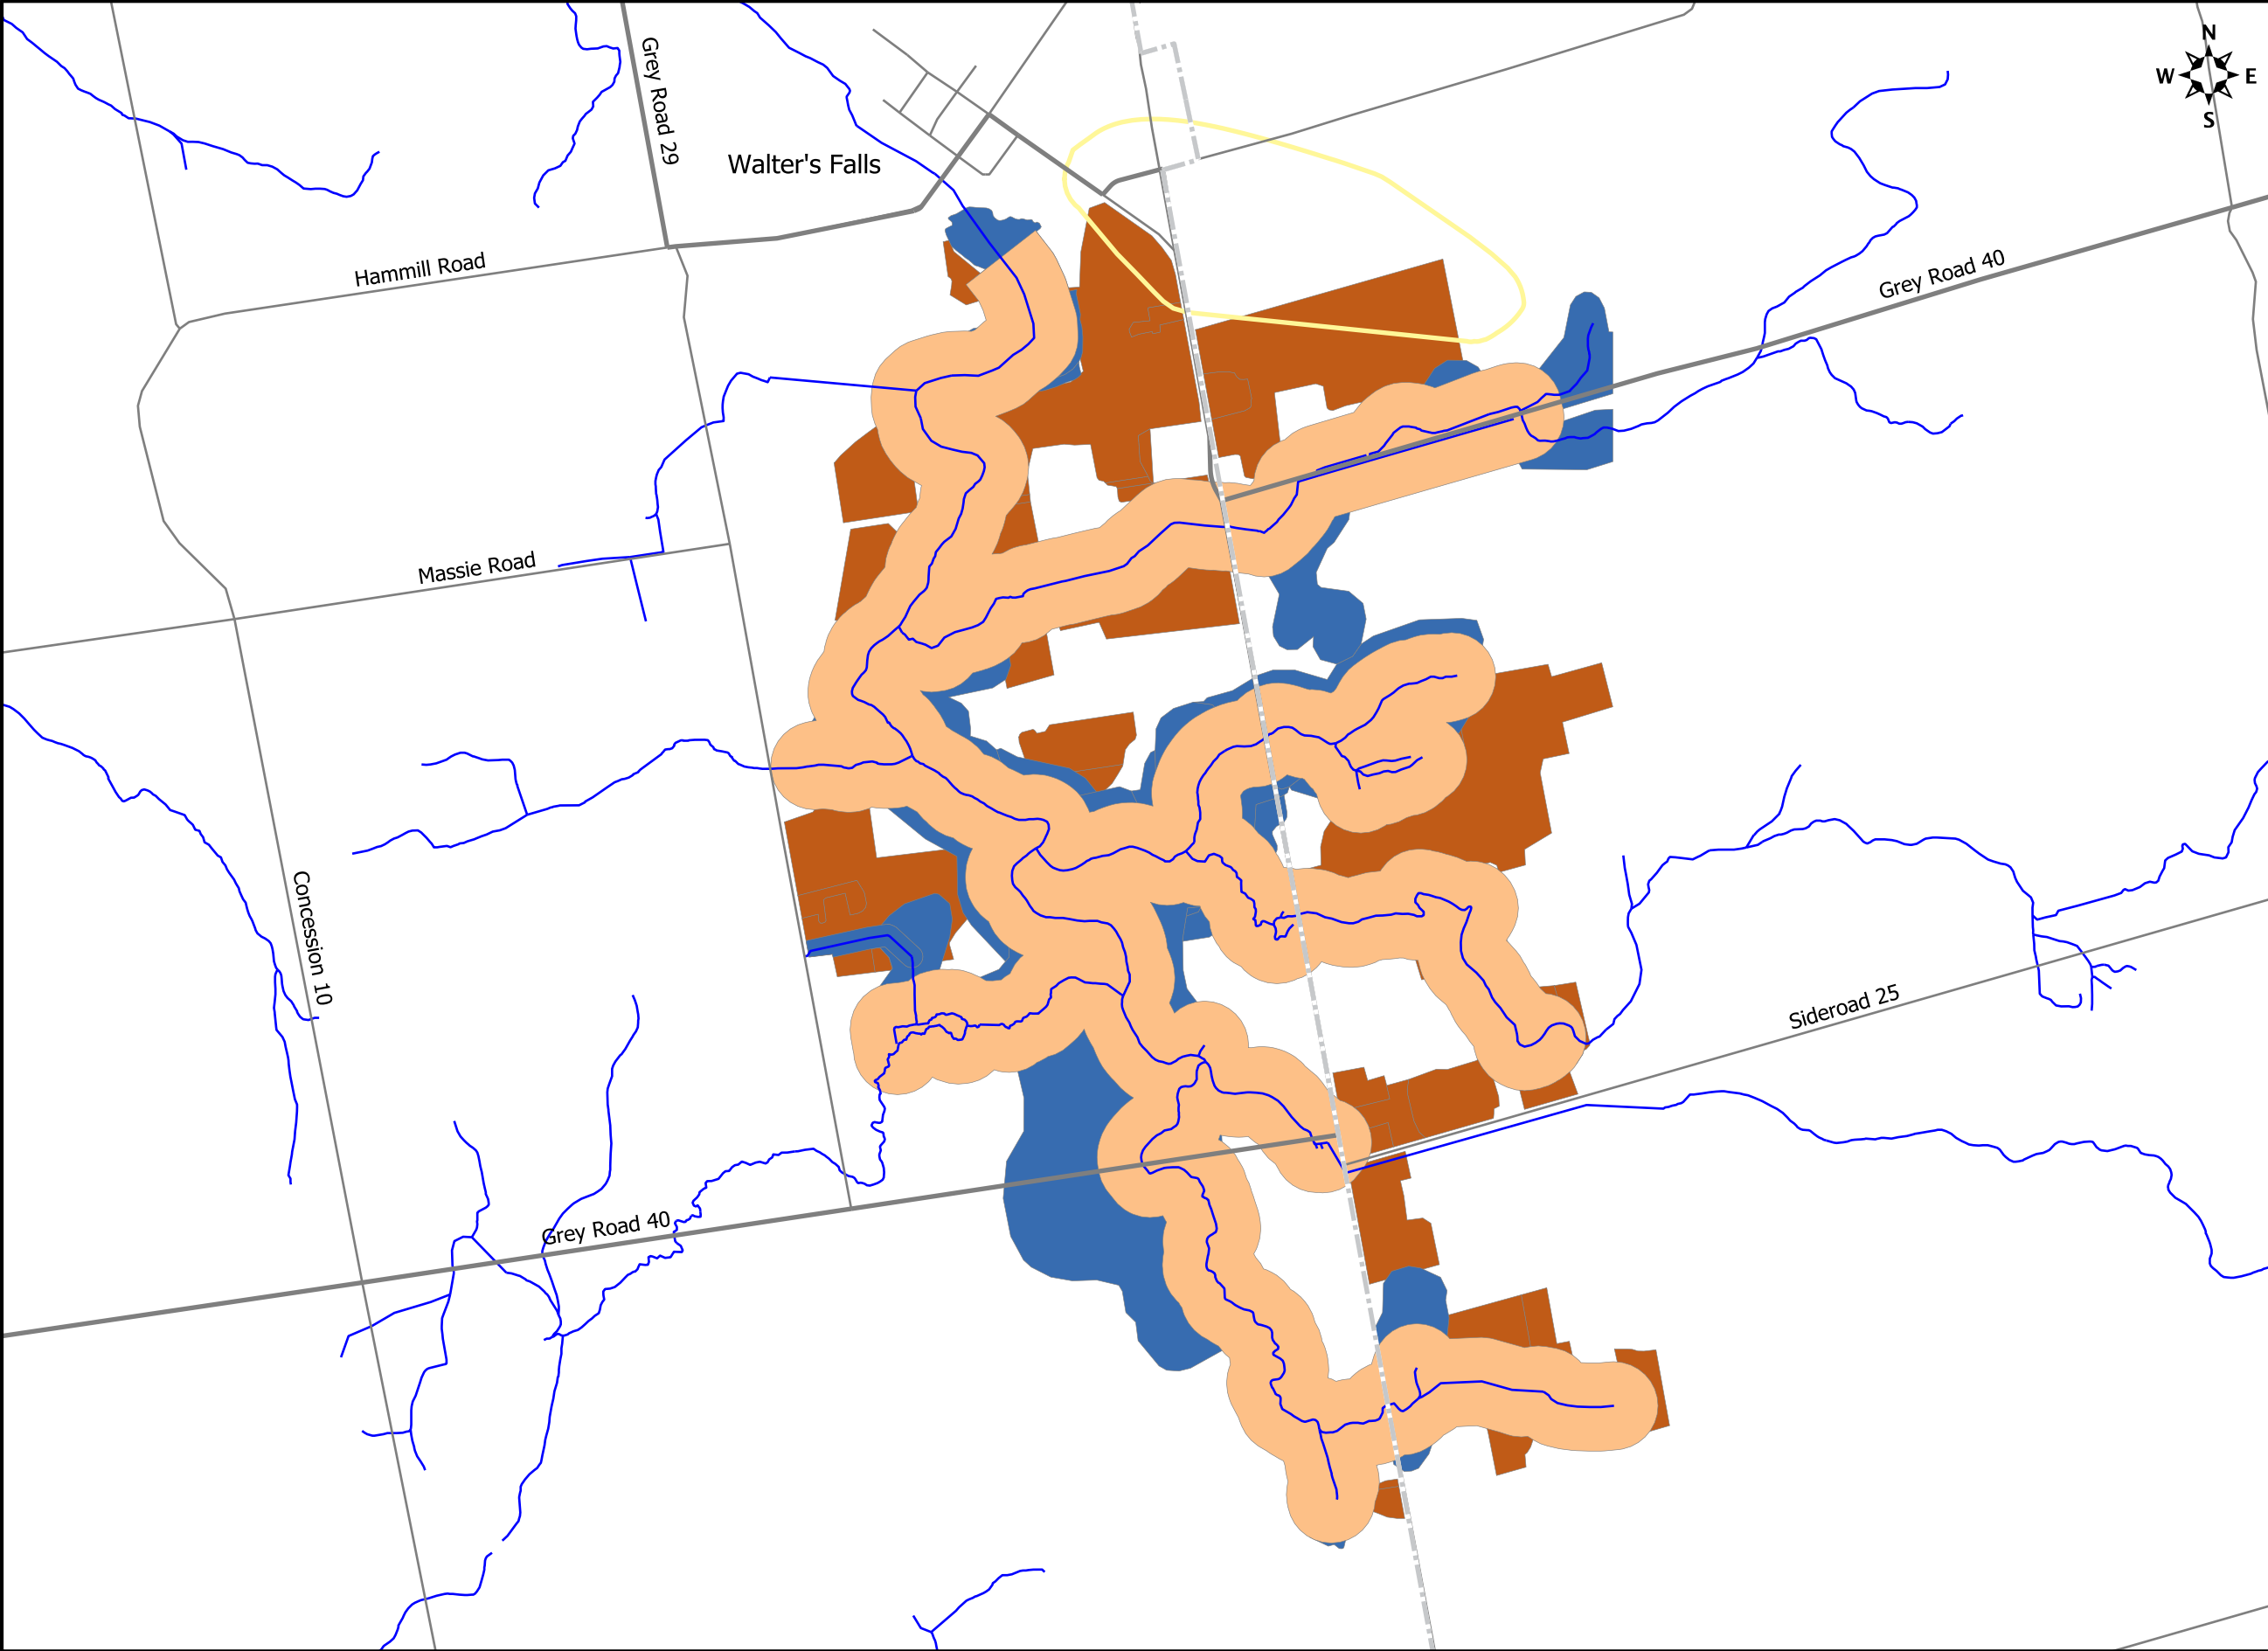 N
W E
S
Grey Road 29
Walter's Falls
Hammill Road
Grey Road 40
Massie Road
Concession 10
Sideroad 25
Grey Road 40